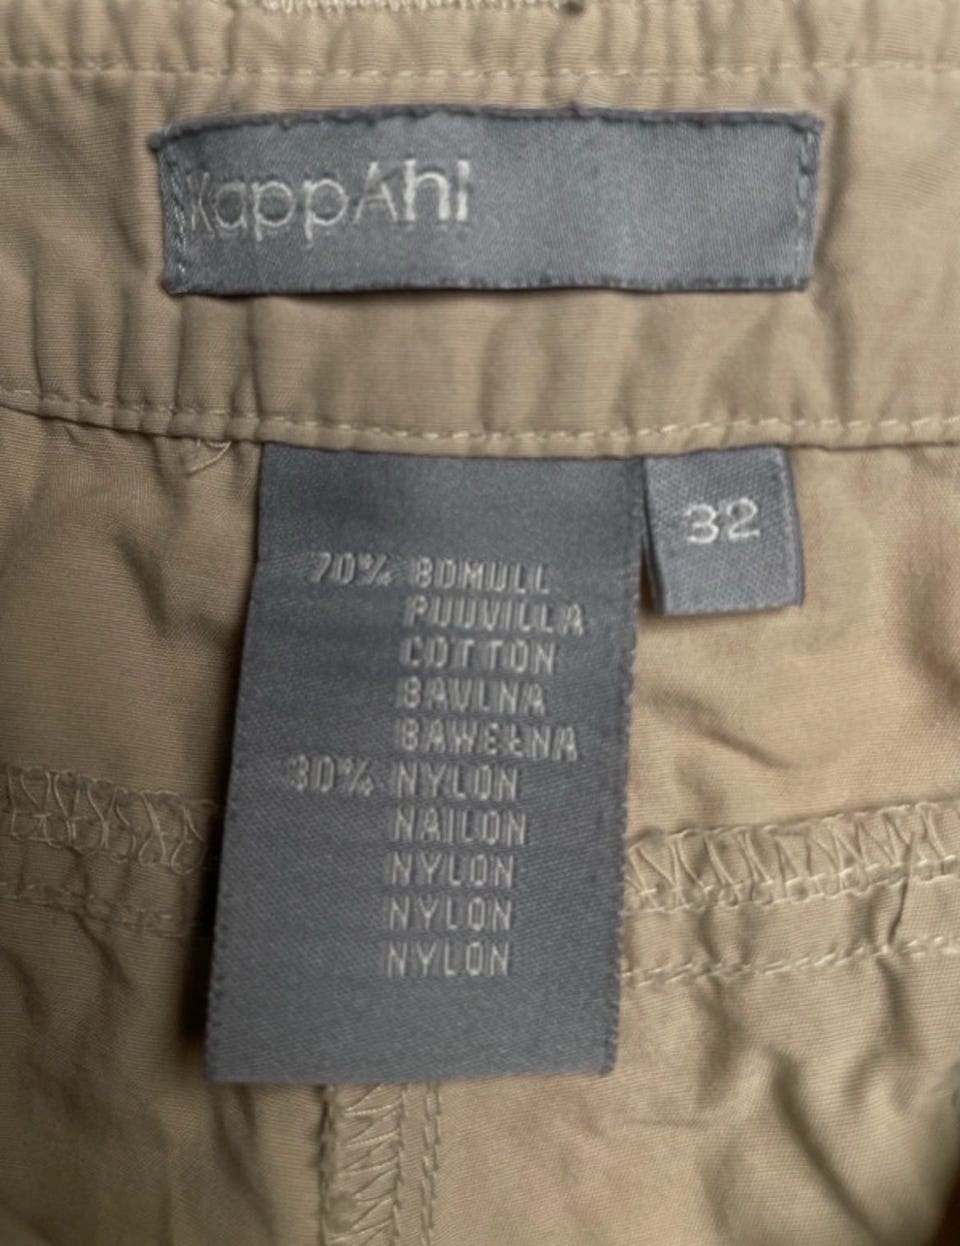 KappAhl
32
70% BOMULL
PUUVILLA
COTTON
BAVLNA
BAWEŁNA
30% NYLON
NAILON
NYLON
NYLON
NYLON